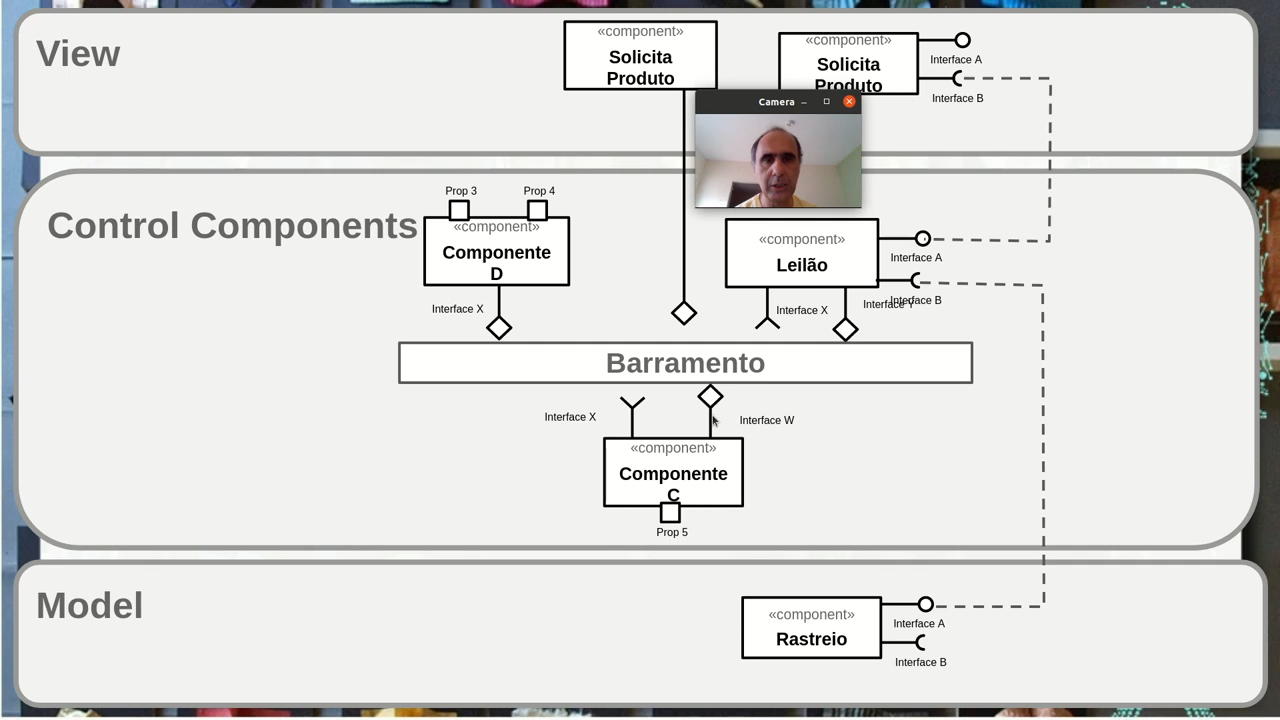 View
«component»
Solicita
Produto
«component»
Solicita
Produto
Interface A
Interface B
Camera
Control Components
Prop 3
Prop 4
«component»
Componente
D
Interface X
«component»
Leilão
Interface A
Interface B
Interface X
Interface Y
Barramento
Interface X
Interface W
«component»
Componente
C
Prop 5
Model
«component»
Rastreio
Interface A
Interface B